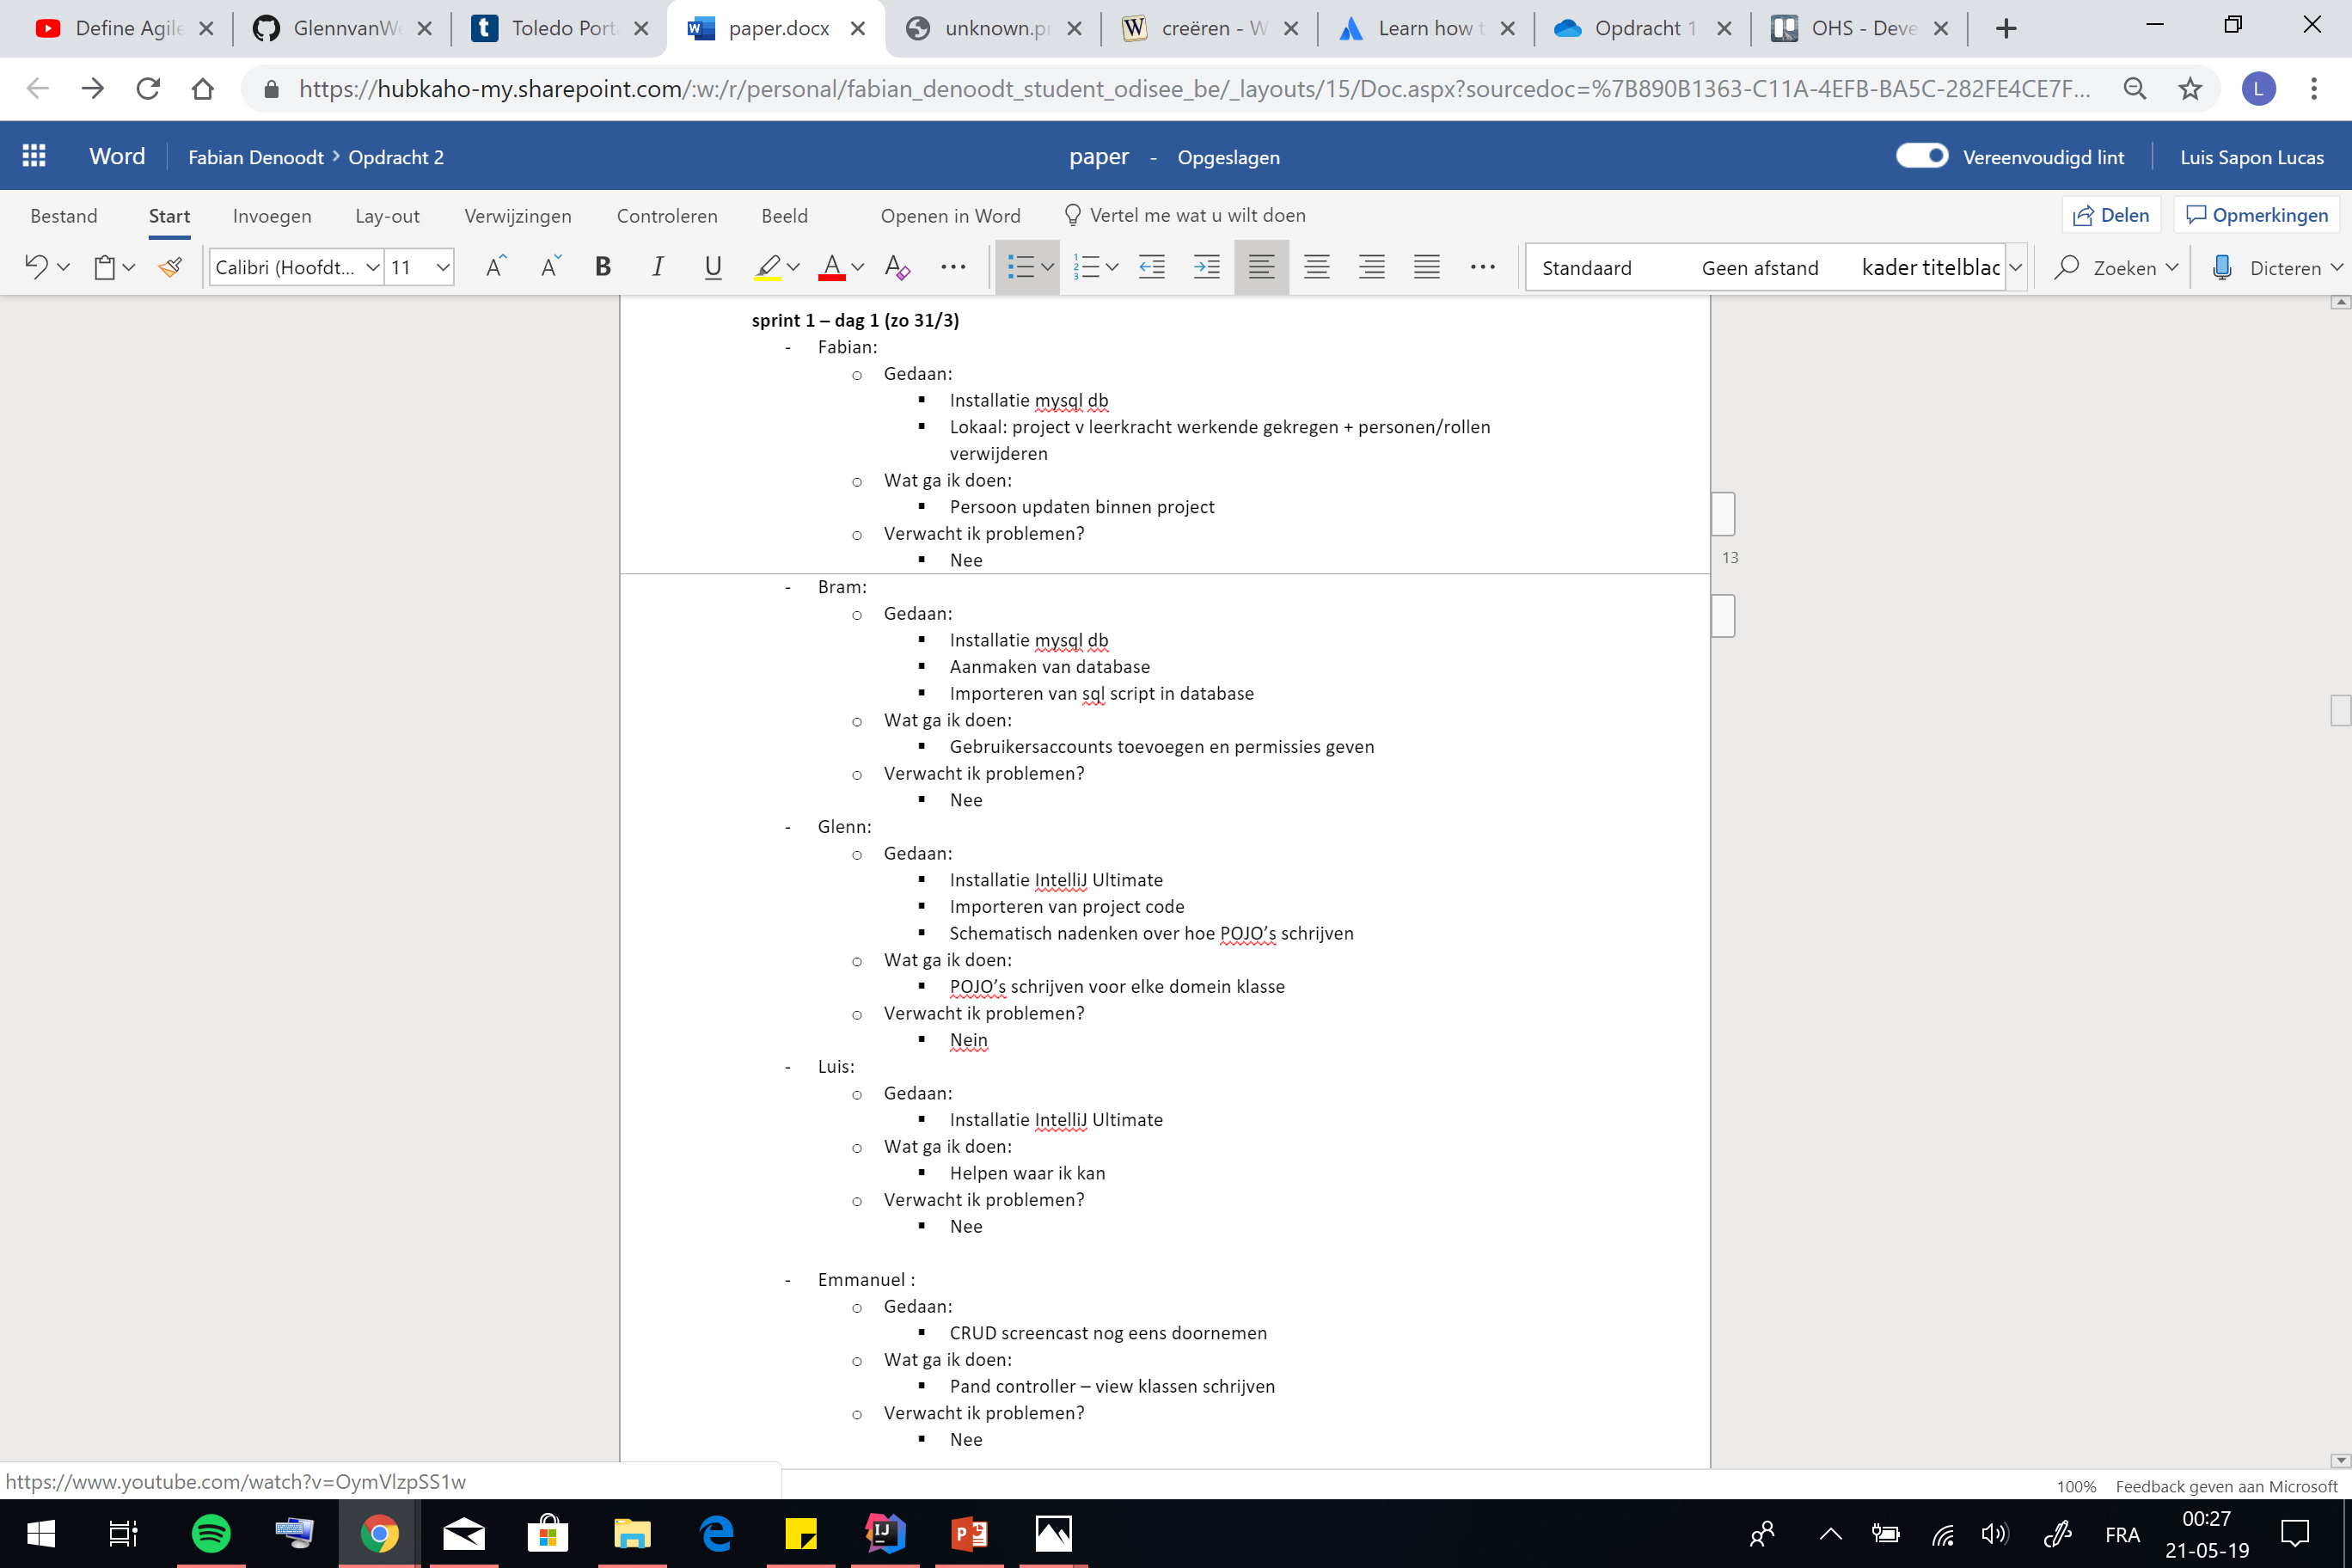 Define Agile
GlennvanWe
Toledo Porta
paper.docx
unknown.pr
creëren - W
Learn how t
Opdracht 1
OHS - Deve
https://hubkaho-my.sharepoint.com/:w:/r/personal/fabian_denoodt_student_odisee_be/_layouts/15/Doc.aspx?sourcedoc=%7B890B1363-C11A-4EFB-BA5C-282FE4CE7F...
L
Word
Fabian Denoodt > Opdracht 2
paper - Opgeslagen
Vereenvoudigd lint
Luis Sapon Lucas
Bestand
Start
Invoegen
Lay-out
Verwijzingen
Controleren
Beeld
Openen in Word
Vertel me wat u wilt doen
Delen
Opmerkingen
Calibri (Hoofdt...
11
Standaard
Geen afstand
kader titelblac
Zoeken
Dicteren
sprint 1 – dag 1 (zo 31/3)
- Fabian:
o Gedaan:
▪ Installatie mysql db
▪ Lokaal: project v leerkracht werkende gekregen + personen/rollen
verwijderen
o Wat ga ik doen:
▪ Persoon updaten binnen project
o Verwacht ik problemen?
▪ Nee
13
- Bram:
o Gedaan:
▪ Installatie mysql db
▪ Aanmaken van database
▪ Importeren van sql script in database
o Wat ga ik doen:
▪ Gebruikersaccounts toevoegen en permissies geven
o Verwacht ik problemen?
▪ Nee
- Glenn:
o Gedaan:
▪ Installatie IntelliJ Ultimate
▪ Importeren van project code
▪ Schematisch nadenken over hoe POJO’s schrijven
o Wat ga ik doen:
▪ POJO’s schrijven voor elke domein klasse
o Verwacht ik problemen?
▪ Nein
- Luis:
o Gedaan:
▪ Installatie IntelliJ Ultimate
o Wat ga ik doen:
▪ Helpen waar ik kan
o Verwacht ik problemen?
▪ Nee
- Emmanuel :
o Gedaan:
▪ CRUD screencast nog eens doornemen
o Wat ga ik doen:
▪ Pand controller – view klassen schrijven
o Verwacht ik problemen?
▪ Nee
https://www.youtube.com/watch?v=OymVlzpSS1w
100%
Feedback geven aan Microsoft
FRA
00:27
21-05-19